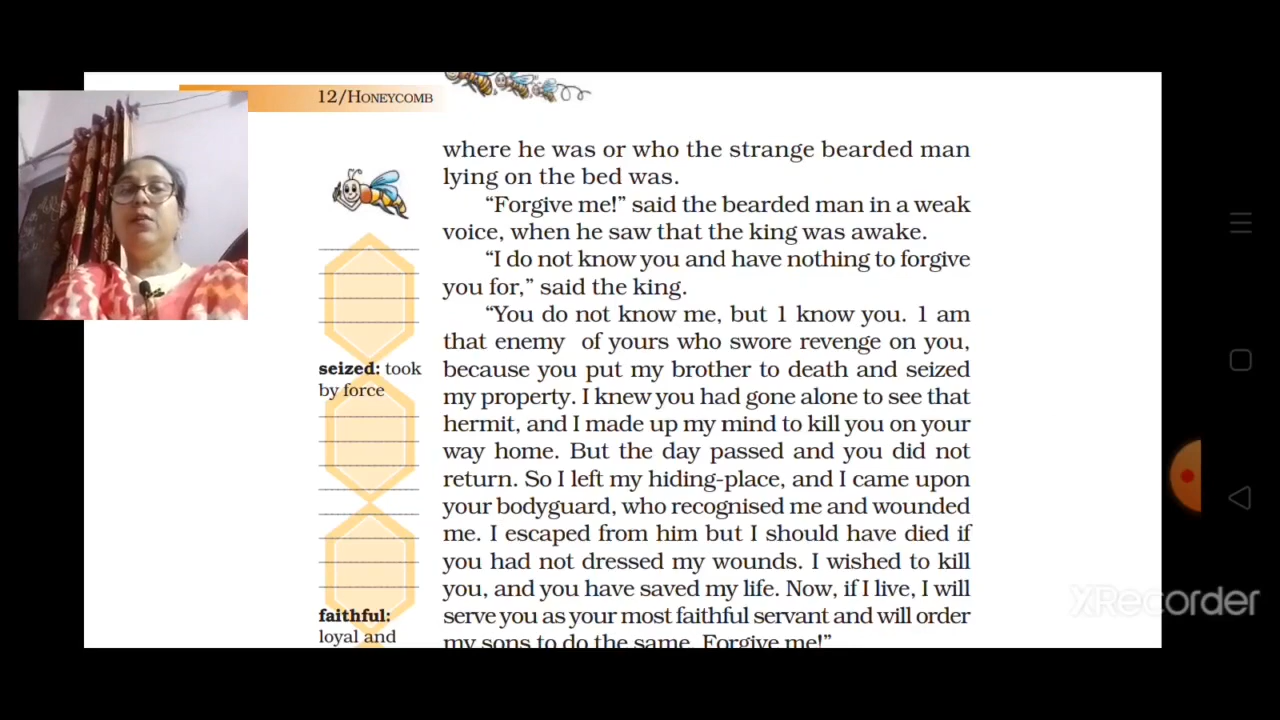 12/HONEYCOMB
where he was or who the strange bearded man
lying on the bed was.
“Forgive me!” said the bearded man in a weak
voice, when he saw that the king was awake.
“I do not know you and have nothing to forgive
you for,” said the king.
“You do not know me, but 1 know you. 1 am
that enemy of yours who swore revenge on you,
because you put my brother to death and seized
my property. I knew you had gone alone to see that
hermit, and I made up my mind to kill you on your
way home. But the day passed and you did not
return. So I left my hiding-place, and I came upon
your bodyguard, who recognised me and wounded
me. I escaped from him but I should have died if
you had not dressed my wounds. I wished to kill
you, and you have saved my life. Now, if I live, I will
serve you as your most faithful servant and will order
my sons to do the same. Forgive me!”
seized: took
by force
faithful:
loyal and
XRecorder